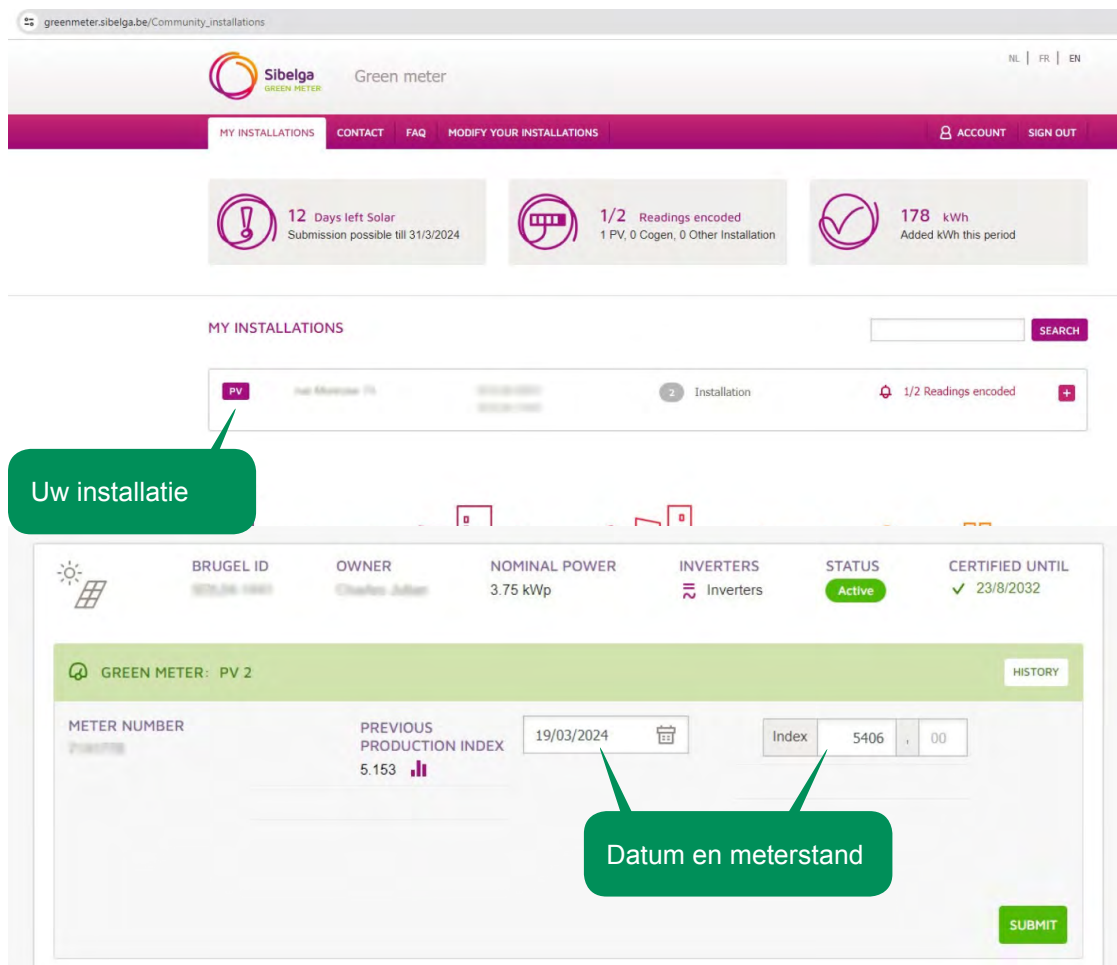 greenmeter.sibelga.be/Community_installations
Sibelga
GREEN METER
Green meter
NL | FR | EN
MY INSTALLATIONS CONTACT FAQ MODIFY YOUR INSTALLATIONS ACCOUNT SIGN OUT
12 Days left Solar
Submission possible till 31/3/2024
1/2 Readings encoded
1 PV, 0 Cogen, 0 Other Installation
178 kWh
Added kWh this period
MY INSTALLATIONS
SEARCH
PV 2 Installation 1/2 Readings encoded +
Uw installatie
BRUGEL ID OWNER NOMINAL POWER INVERTERS STATUS CERTIFIED UNTIL
3.75 kWp Inverters Active 23/8/2032
GREEN METER: PV 2 HISTORY
METER NUMBER
PREVIOUS
PRODUCTION INDEX
5.153
19/03/2024
Index 5406 , 00
Datum en meterstand
SUBMIT